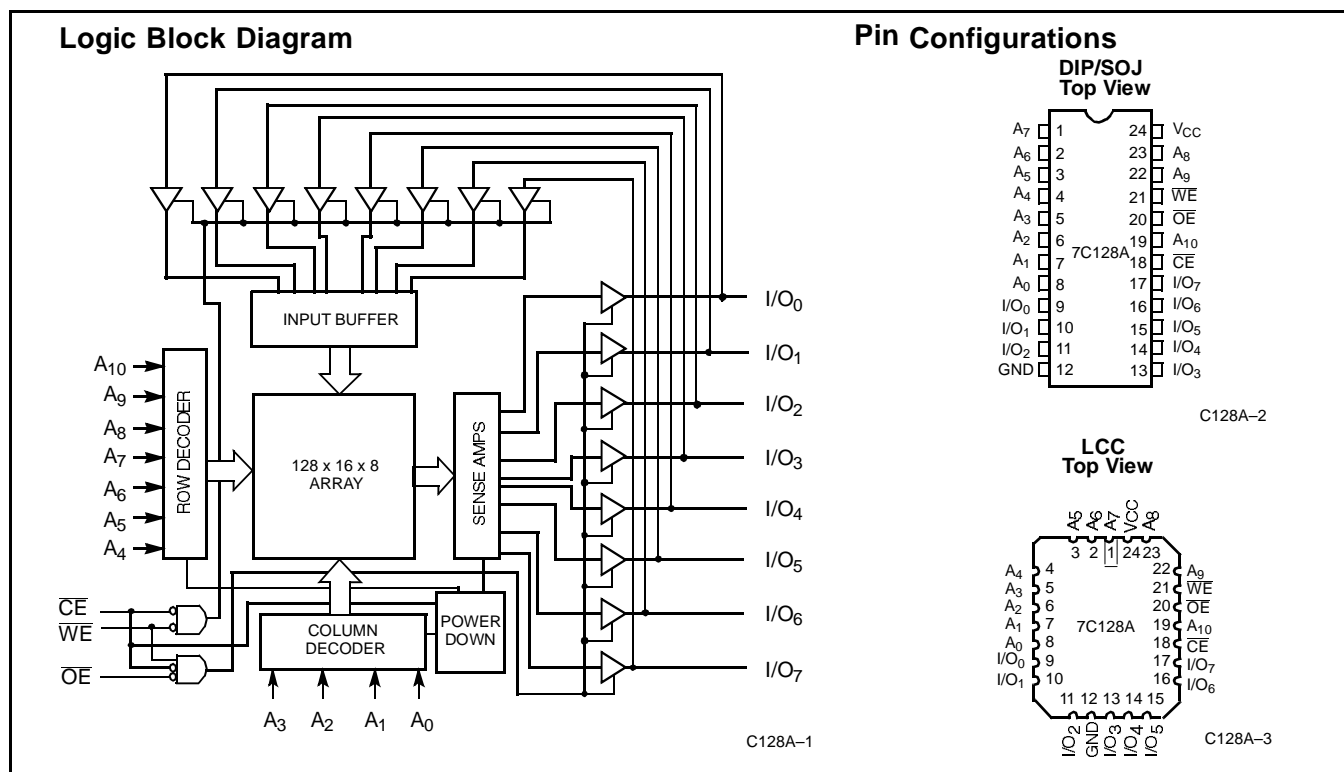 Logic Block Diagram
INPUT BUFFER
A10
A9
A8
A7
A6
A5
A4
ROW DECODER
128 x 16 x 8
ARRAY
SENSE AMPS
I/O0
I/O1
I/O2
I/O3
I/O4
I/O5
I/O6
I/O7
CE
WE
OE
COLUMN
DECODER
POWER
DOWN
A3 A2 A1 A0
C128A–1
Pin Configurations
DIP/SOJ
Top View
A7 1 24 VCC
A6 2 23 A8
A5 3 22 A9
A4 4 21 WE
A3 5 20 OE
A2 6 19 A10
7C128A
A1 7 18 CE
A0 8 17 I/O7
I/O0 9 16 I/O6
I/O1 10 15 I/O5
I/O2 11 14 I/O4
GND 12 13 I/O3
C128A–2
LCC
Top View
A5 A6 A7 VCC A8
3 2 1 24 23
A4 4 22 A9
A3 5 21 WE
A2 6 20 OE
A1 7 7C128A 19 A10
A0 8 18 CE
I/O0 9 17 I/O7
I/O1 10 16 I/O6
11 12 13 14 15
I/O2 GND I/O3 I/O4 I/O5
C128A–3